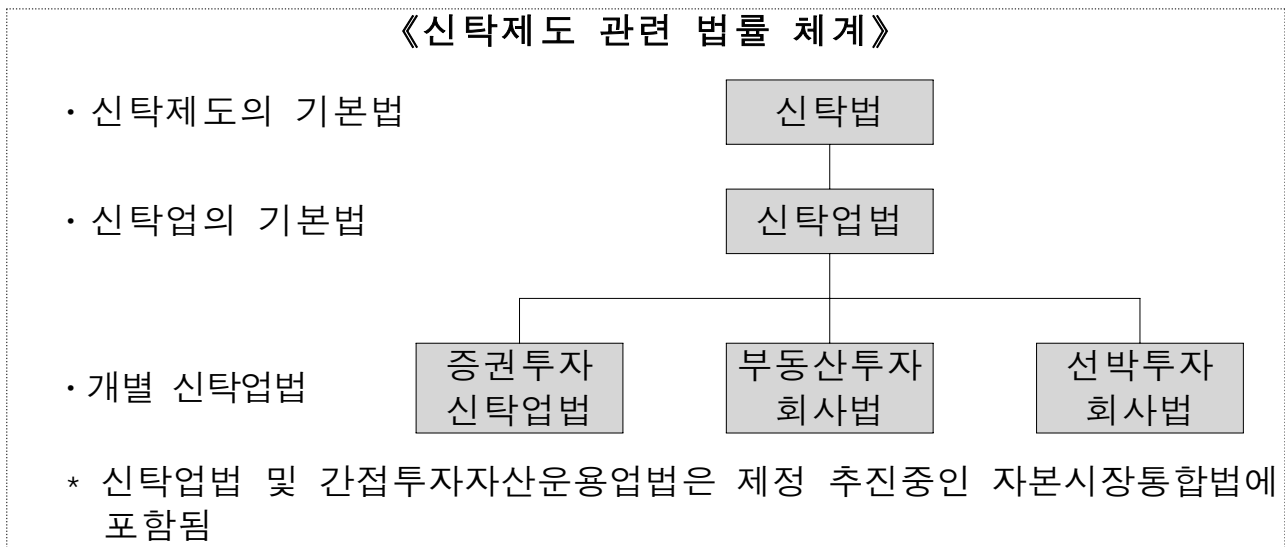 《신탁제도 관련 법률 체계》
· 신탁제도의 기본법
신탁법
· 신탁업의 기본법
신탁업법
· 개별 신탁업법
증권투자
신탁업법
부동산투자
회사법
선박투자
회사법
* 신탁업법 및 간접투자자산운용업법은 제정 추진중인 자본시장통합법에
포함됨